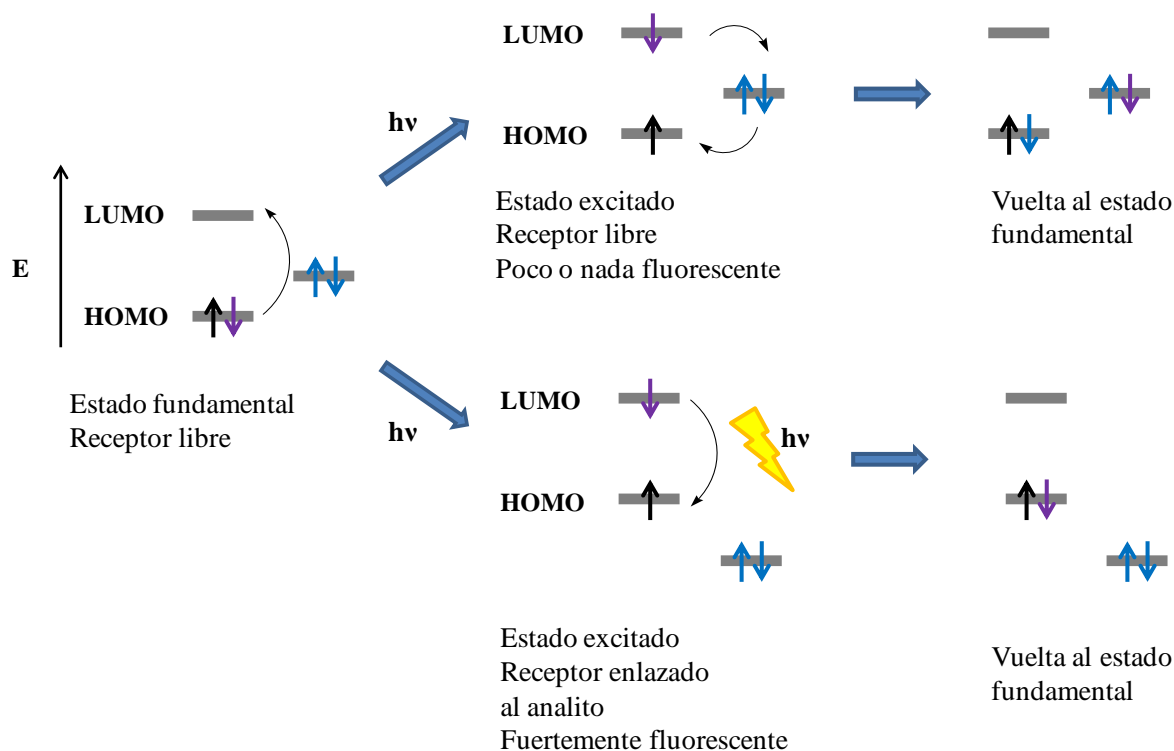 E
LUMO
HOMO
Estado fundamental
Receptor libre
hν
LUMO
HOMO
Estado excitado
Receptor libre
Poco o nada fluorescente
Vuelta al estado
fundamental
hν
LUMO
hν
HOMO
Estado excitado
Receptor enlazado
al analito
Fuertemente fluorescente
Vuelta al estado
fundamental